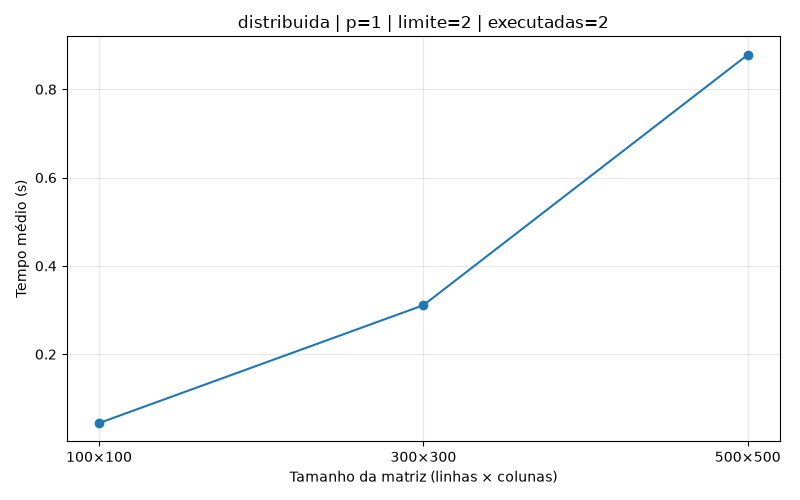 distribuida | p=1 | limite=2 | executadas=2
Tempo médio (s)
0.8
0.6
0.4
0.2
100×100
300×300
500×500
Tamanho da matriz (linhas × colunas)